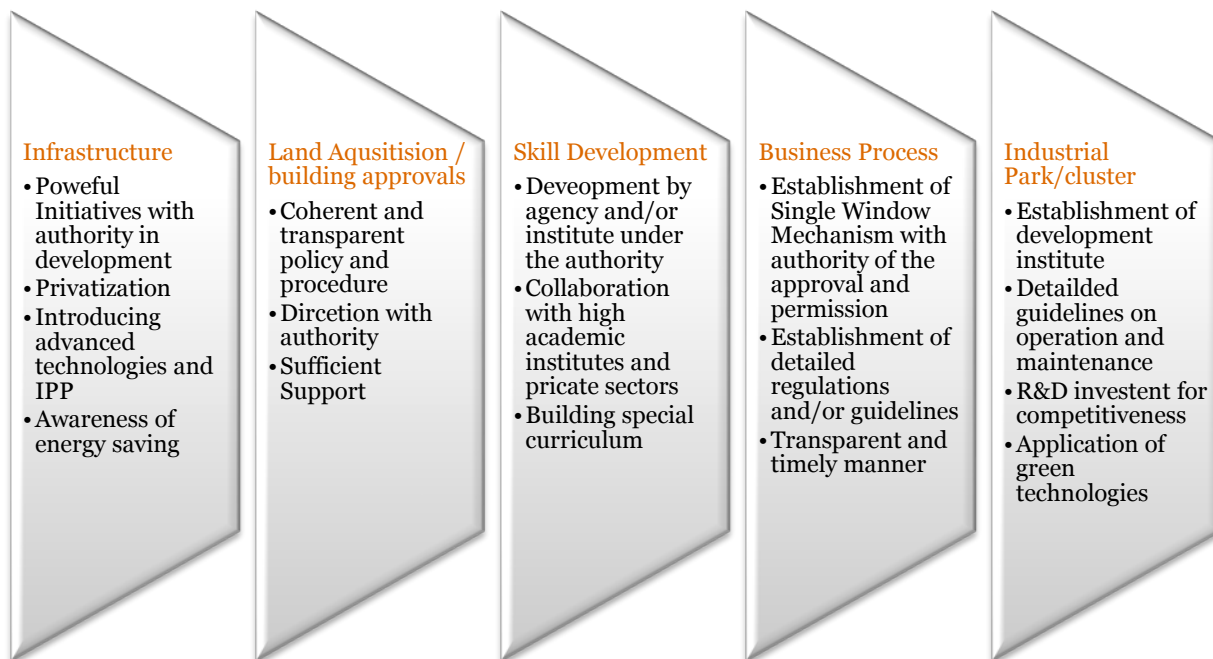 Infrastructure
• Poweful
Initiatives with
authority in
development
• Privatization
• Introducing
advanced
technologies and
IPP
• Awareness of
energy saving
Land Aqusitision /
building approvals
• Coherent and
transparent
policy and
procedure
• Dircetion with
authority
• Sufficient
Support
Skill Development
• Deveopment by
agency and/or
institute under
the authority
• Collaboration
with high
academic
institutes and
pricate sectors
• Building special
curriculum
Business Process
• Establishment of
Single Window
Mechanism with
authority of the
approval and
permission
• Establishment of
detailed
regulations
and/or guidelines
• Transparent and
timely manner
Industrial
Park/cluster
• Establishment of
development
institute
• Detailded
guidelines on
operation and
maintenance
• R&D investent for
competitiveness
• Application of
green
technologies